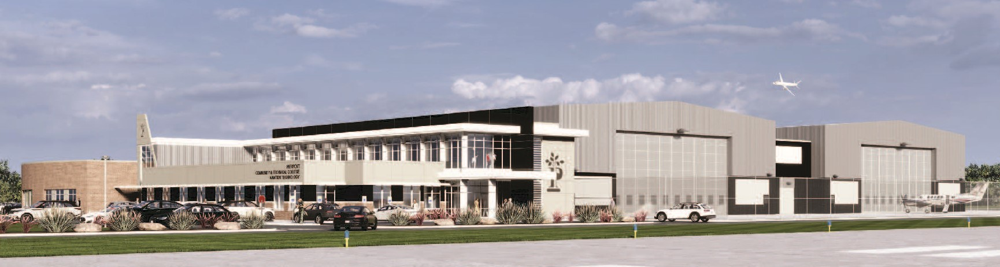 PIERPONT
COMMUNITY & TECHNICAL COLLEGE
AVIATION TECHNOLOGY
P